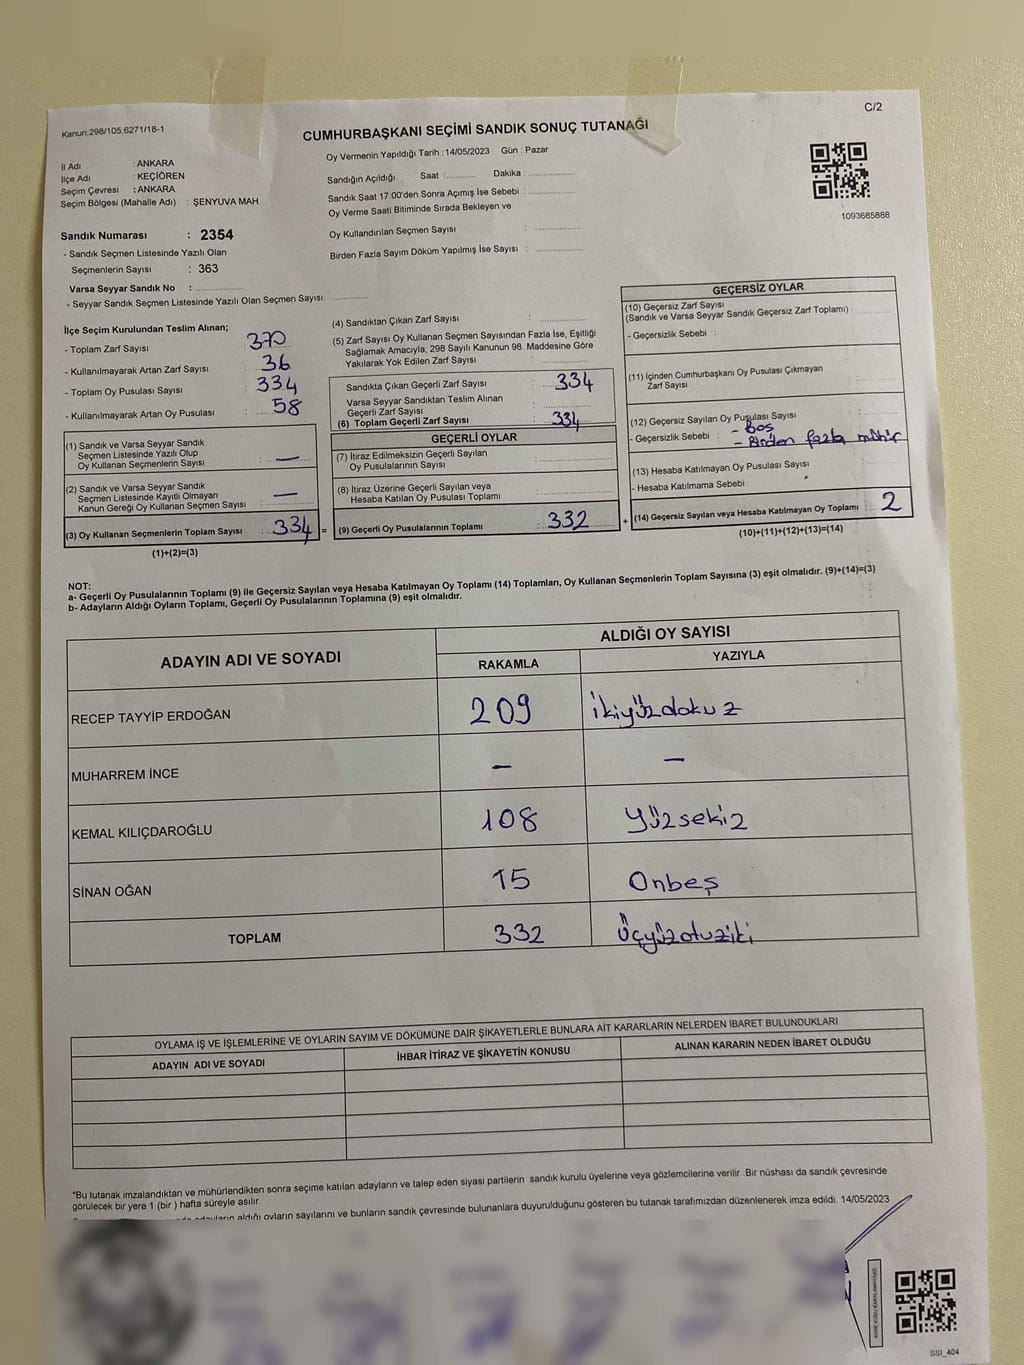 C/2
Kanun:298/105;6271/18-1
CUMHURBAŞKANI SEÇİMİ SANDIK SONUÇ TUTANAĞI
İl Adı : ANKARA
İlçe Adı : KEÇİÖREN
Seçim Çevresi : ANKARA
Seçim Bölgesi (Mahalle Adı) : ŞENYUVA MAH.
Sandık Numarası : 2354
- Sandık Seçmen Listesinde Yazılı Olan
Seçmenlerin Sayısı : 363
Varsa Seyyar Sandık No :
- Seyyar Sandık Seçmen Listesinde Yazılı Olan Seçmen Sayısı:
Oy Vermenin Yapıldığı Tarih : 14/05/2023 Gün : Pazar
Sandığın Açıldığı Saat : Dakika :
Sandık Saat 17:00'den Sonra Açımış İse Sebebi :
Oy Verme Saati Bitiminde Sırada Bekleyen ve
Oy Kullandırılan Seçmen Sayısı :
Birden Fazla Sayım Döküm Yapılmış İse Sayısı :
1093685888
İlçe Seçim Kurulundan Teslim Alınan;
- Toplam Zarf Sayısı : 370
- Kullanılmayarak Artan Zarf Sayısı : 36
- Toplam Oy Pusulası Sayısı : 334
- Kullanılmayarak Artan Oy Pusulası : 58
(1) Sandık ve Varsa Seyyar Sandık
Seçmen Listesinde Yazılı Olup
Oy Kullanan Seçmenlerin Sayısı : —
(2) Sandık ve Varsa Seyyar Sandık
Seçmen Listesinde Kayıtlı Olmayan
Kanun Gereği Oy Kullanan Seçmen Sayısı : —
(3) Oy Kullanan Seçmenlerin Toplam Sayısı : 334 =
(1)+(2)=(3)
(4) Sandıktan Çıkan Zarf Sayısı :
(5) Zarf Sayısı Oy Kullanan Seçmen Sayısından Fazla İse, Eşitliği
Sağlamak Amacıyla, 298 Sayılı Kanunun 98. Maddesine Göre
Yakılarak Yok Edilen Zarf Sayısı :
Sandıkta Çıkan Geçerli Zarf Sayısı : 334
Varsa Seyyar Sandıktan Teslim Alınan
Geçerli Zarf Sayısı :
(6) Toplam Geçerli Zarf Sayısı : 334
GEÇERLİ OYLAR
(7) İtiraz Edilmeksizin Geçerli Sayılan
Oy Pusulalarının Sayısı :
(8) İtiraz Üzerine Geçerli Sayılan veya
Hesaba Katılan Oy Pusulası Toplamı :
(9) Geçerli Oy Pusulalarının Toplamı : 332 +
GEÇERSİZ OYLAR
(10) Geçersiz Zarf Sayısı
(Sandık ve Varsa Seyyar Sandık Geçersiz Zarf Toplamı) :
- Geçersizlik Sebebi :
(11) İçinden Cumhurbaşkanı Oy Pusulası Çıkmayan
Zarf Sayısı :
(12) Geçersiz Sayılan Oy Pusulası Sayısı :
- Boş
- Geçersizlik Sebebi : - Birden fazla mühür
(13) Hesaba Katılmayan Oy Pusulası Sayısı :
- Hesaba Katılmama Sebebi :
(14) Geçersiz Sayılan veya Hesaba Katılmayan Oy Toplamı : 2
(10)+(11)+(12)+(13)=(14)
NOT:
a- Geçerli Oy Pusulalarının Toplamı (9) ile Geçersiz Sayılan veya Hesaba Katılmayan Oy Toplamı (14) Toplamları, Oy Kullanan Seçmenlerin Toplam Sayısına (3) eşit olmalıdır. (9)+(14)=(3)
b- Adayların Aldığı Oyların Toplamı, Geçerli Oy Pusulalarının Toplamına (9) eşit olmalıdır.
ADAYIN ADI VE SOYADI
ALDIĞI OY SAYISI
RAKAMLA YAZIYLA
RECEP TAYYİP ERDOĞAN 209 ikiyüzdokuz
MUHARREM İNCE — —
KEMAL KILIÇDAROĞLU 108 Yüzsekiz
SİNAN OĞAN 15 Onbeş
TOPLAM 332 Üçyüzotuziki
OYLAMA İŞ VE İŞLEMLERİNE VE OYLARIN SAYIM VE DÖKÜMÜNE DAİR ŞİKAYETLERLE BUNLARA AİT KARARLARIN NELERDEN İBARET BULUNDUKLARI
ADAYIN ADI VE SOYADI İHBAR İTİRAZ VE ŞİKAYETİN KONUSU ALINAN KARARIN NEDEN İBARET OLDUĞU
*Bu tutanak imzalandıktan ve mühürlendikten sonra seçime katılan adayların ve talep eden siyasi partilerin sandık kurulu üyelerine veya gözlemcilerine verilir. Bir nüshası da sandık çevresinde
görülecek bir yere 1 (bir ) hafta süreyle asılır.
adayların aldığı oyların sayılarını ve bunların sandık çevresinde bulunanlara duyurulduğunu gösteren bu tutanak tarafımızdan düzenlenerek imza edildi. 14/05/2023
SSI_404